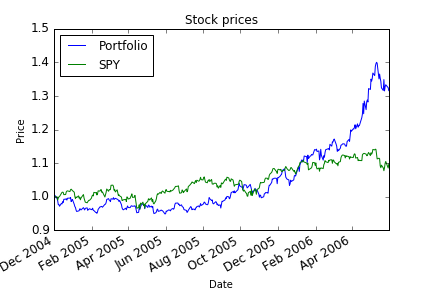 Stock prices
Portfolio
SPY
Price
1.5
1.4
1.3
1.2
1.1
1.0
0.9
Dec 2004
Feb 2005
Apr 2005
Jun 2005
Aug 2005
Oct 2005
Dec 2005
Feb 2006
Apr 2006
Date